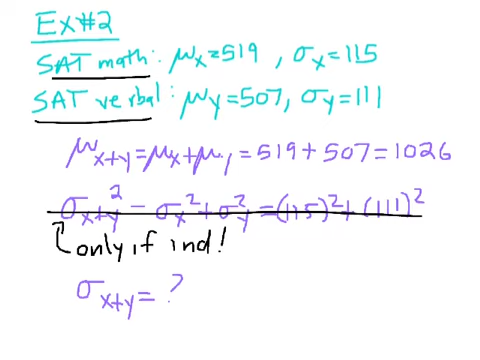 Ex#2
SAT math: μx=519, σx=115
SAT verbal: μy=507, σy=111
μx+y=μx+μy=519+507=1026
σx+y²=σx²+σy²=(115)²+(111)²
only if ind!
σx+y=?